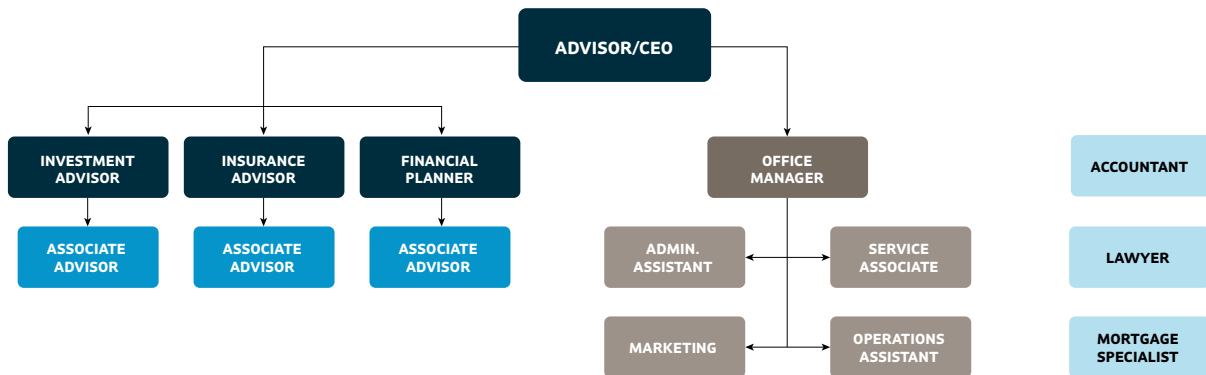 ADVISOR/CEO
INVESTMENT
ADVISOR
INSURANCE
ADVISOR
FINANCIAL
PLANNER
OFFICE
MANAGER
ACCOUNTANT
ASSOCIATE
ADVISOR
ASSOCIATE
ADVISOR
ASSOCIATE
ADVISOR
ADMIN.
ASSISTANT
SERVICE
ASSOCIATE
LAWYER
MARKETING
OPERATIONS
ASSISTANT
MORTGAGE
SPECIALIST